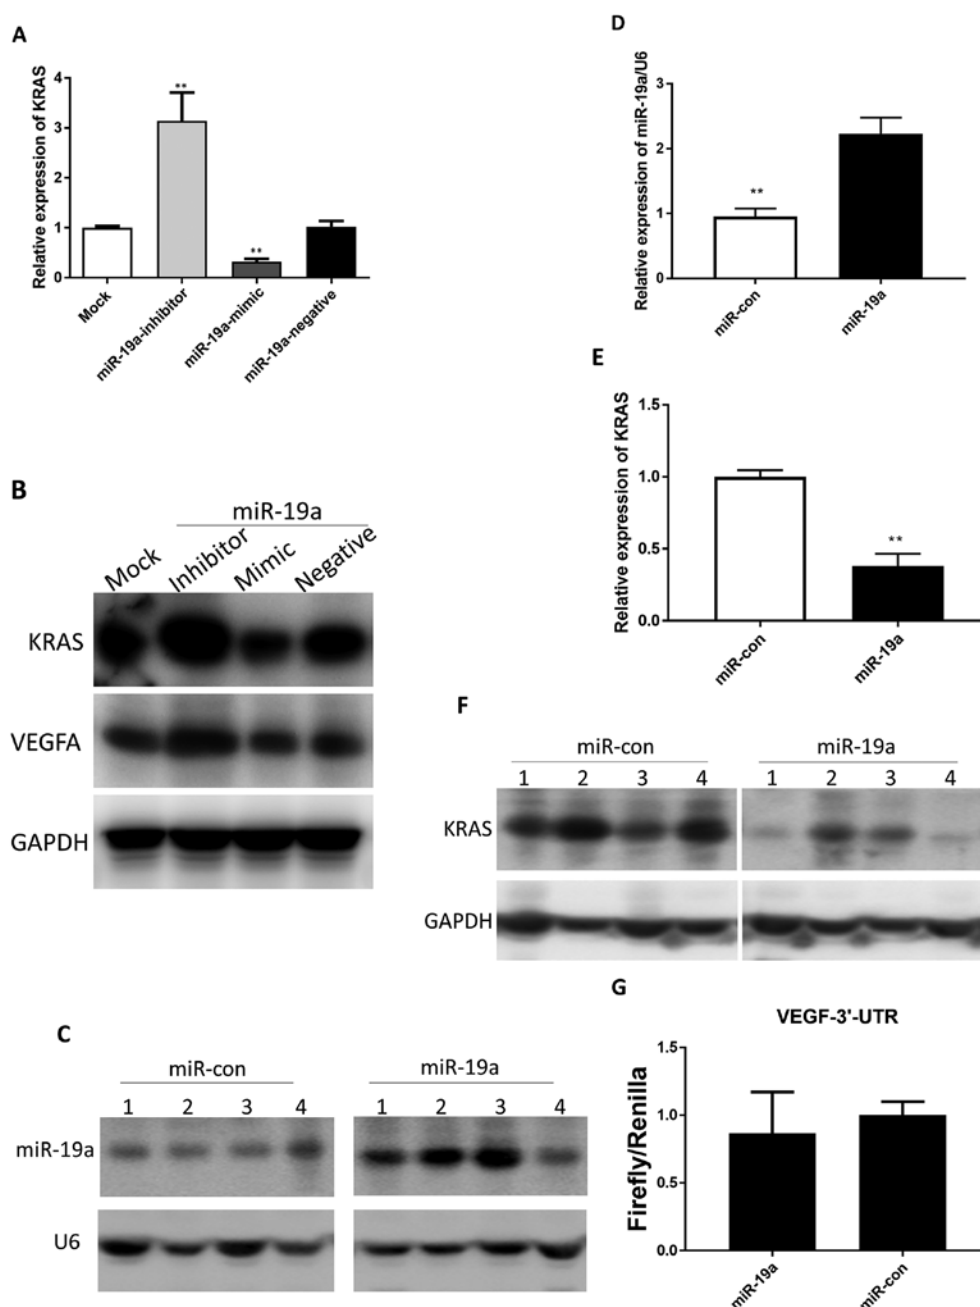 A
Relative expression of KRAS
4
3
2
1
0
**
**
Mock
miR-19a-inhibitor
miR-19a-mimic
miR-19a-negative
B
miR-19a
Mock
Inhibitor
Mimic
Negative
KRAS
VEGFA
GAPDH
C
miR-con
miR-19a
1 2 3 4
1 2 3 4
miR-19a
U6
D
Relative expression of miR-19a/U6
3
2
1
0
**
miR-con
miR-19a
E
Relative expression of KRAS
1.5
1.0
0.5
0.0
**
miR-con
miR-19a
F
miR-con
miR-19a
1 2 3 4
1 2 3 4
KRAS
GAPDH
G
VEGF-3'-UTR
Firefly/Renilla
1.5
1.0
0.5
0.0
miR-19a
miR-con